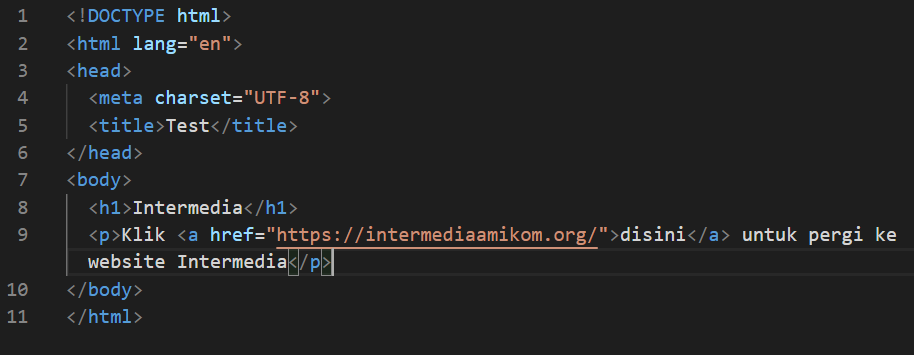 1 <!DOCTYPE html>
2 <html lang="en">
3 <head>
4 <meta charset="UTF-8">
5 <title>Test</title>
6 </head>
7 <body>
8 <h1>Intermedia</h1>
9 <p>Klik <a href="https://intermediaamikom.org/">disini</a> untuk pergi ke
website Intermedia</p>
10 </body>
11 </html>